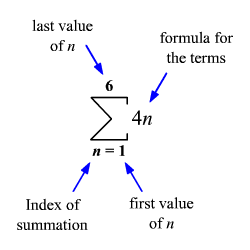 last value
of n
formula for
the terms
6
∑ 4n
n = 1
Index of
summation
first value
of n